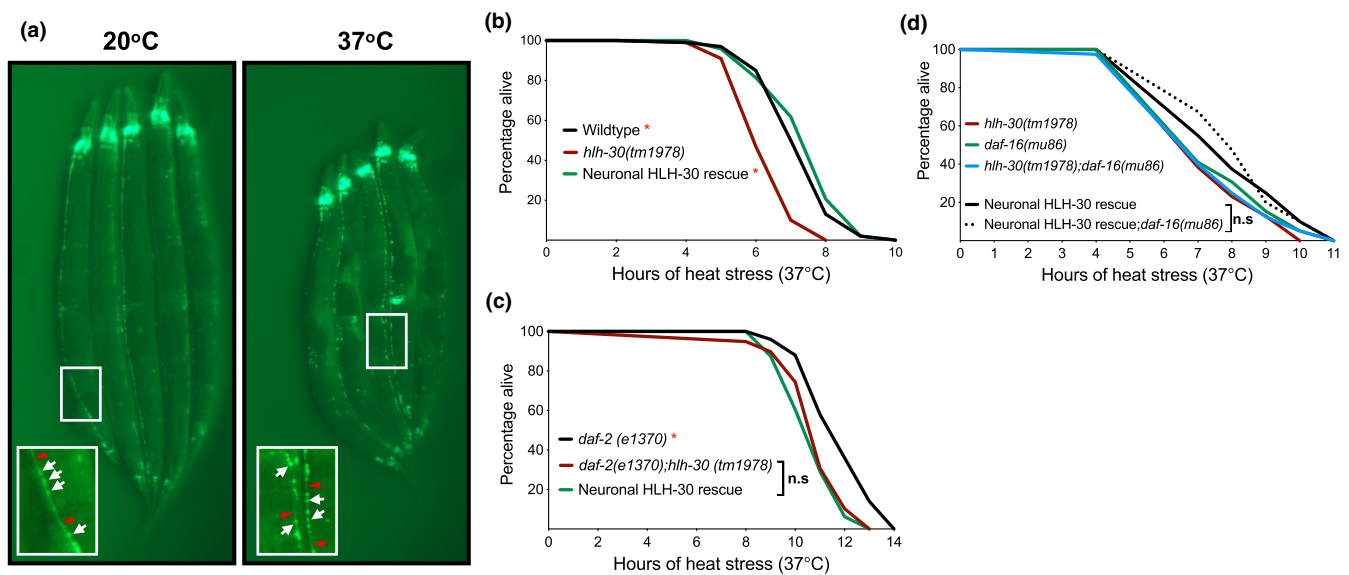 (a)
20°C
37°C
(b)
Percentage alive
100
80
60
40
20
0
2
4
6
8
10
Wildtype *
hlh-30(tm1978)
Neuronal HLH-30 rescue *
Hours of heat stress (37°C)
(c)
Percentage alive
100
80
60
40
20
0
2
4
6
8
10
12
14
daf-2 (e1370) *
daf-2(e1370);hlh-30 (tm1978)
Neuronal HLH-30 rescue
n.s
Hours of heat stress (37°C)
(d)
Percentage alive
100
80
60
40
20
0
1
2
3
4
5
6
7
8
9
10
11
hlh-30(tm1978)
daf-16(mu86)
hlh-30(tm1978);daf-16(mu86)
Neuronal HLH-30 rescue
Neuronal HLH-30 rescue;daf-16(mu86)
n.s
Hours of heat stress (37°C)